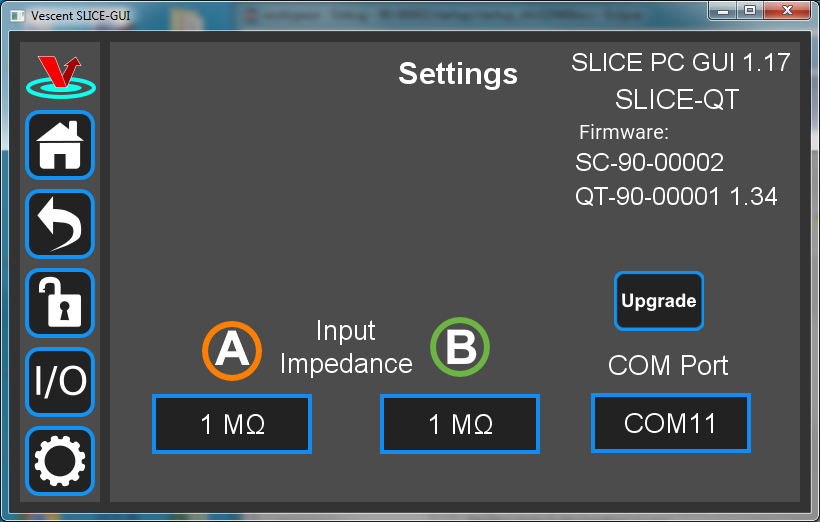 Vescent SLICE-GUI
Settings
SLICE PC GUI 1.17
SLICE-QT
Firmware:
SC-90-00002
QT-90-00001 1.34
I/O
Upgrade
A
Input
Impedance
B
COM Port
1 MΩ
1 MΩ
COM11